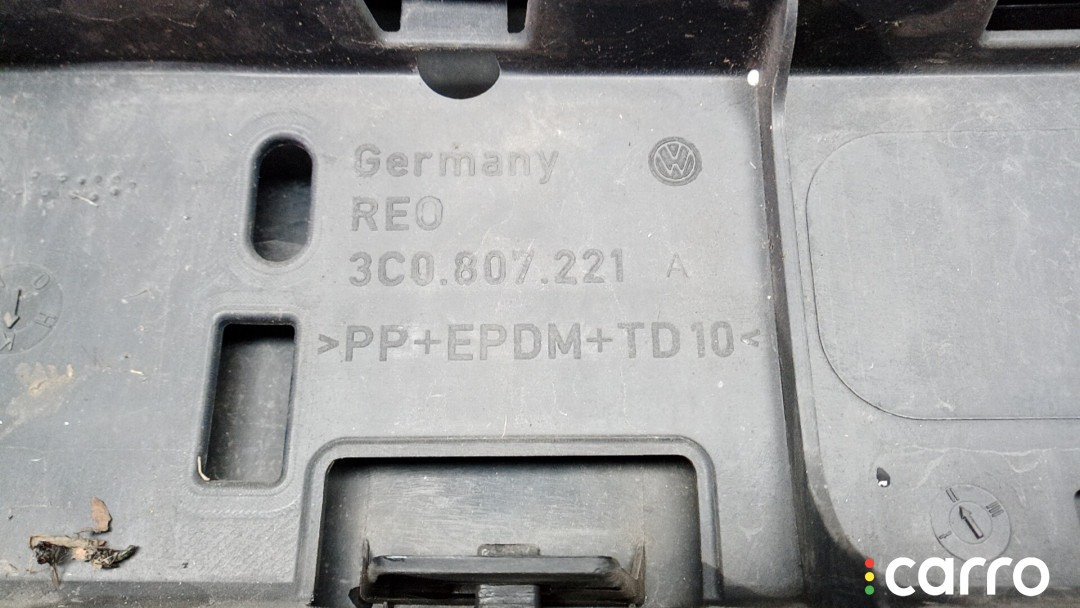 Germany
REO
3C0.807.221 A
>PP+EPDM+TD10<
carro